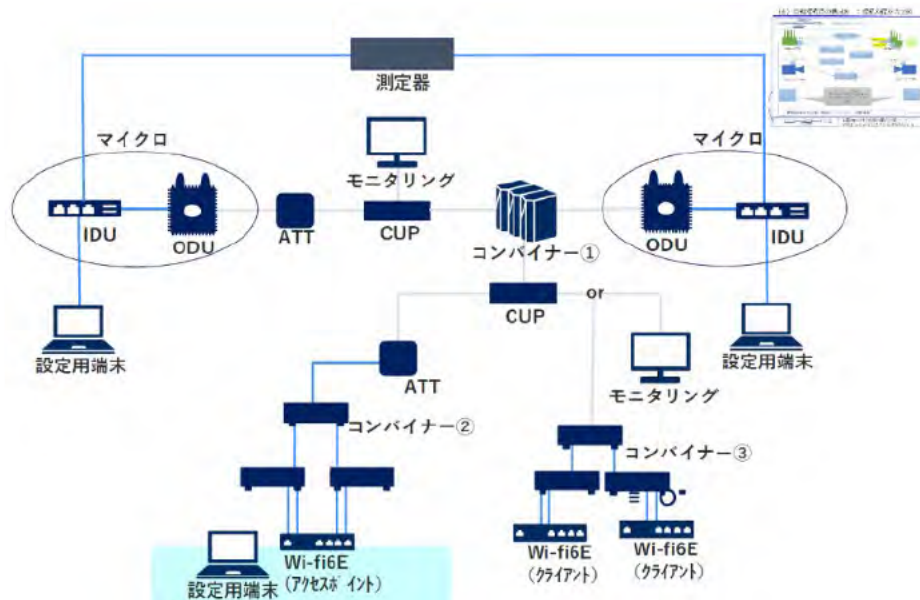 測定器
マイクロ
マイクロ
モニタリング
IDU
ODU
ATT
CUP
コンバイナー①
ODU
IDU
設定用端末
CUP
or
設定用端末
ATT
モニタリング
コンバイナー②
コンバイナー③
Wi-fi6E
(アクセスポイント)
設定用端末
Wi-fi6E
(クライアント)
Wi-fi6E
(クライアント)